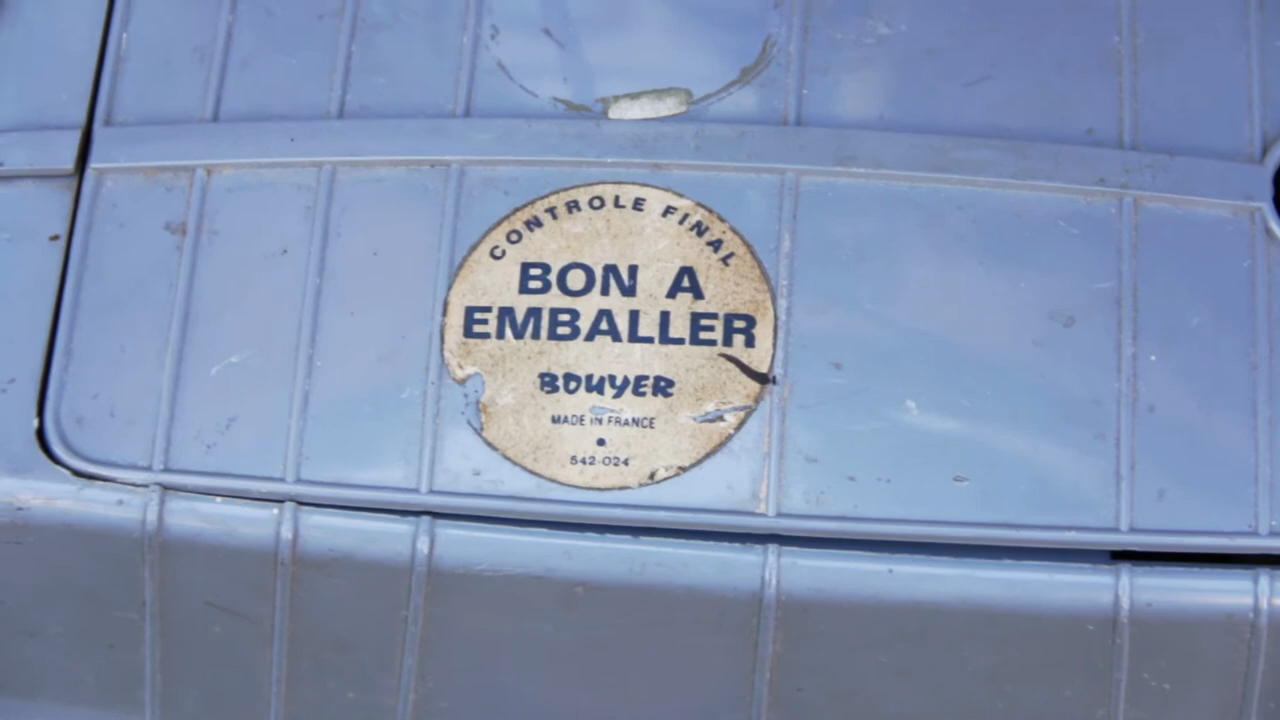 CONTROLE FINAL
BON A
EMBALLER
BOUYER
MADE IN FRANCE
542-024